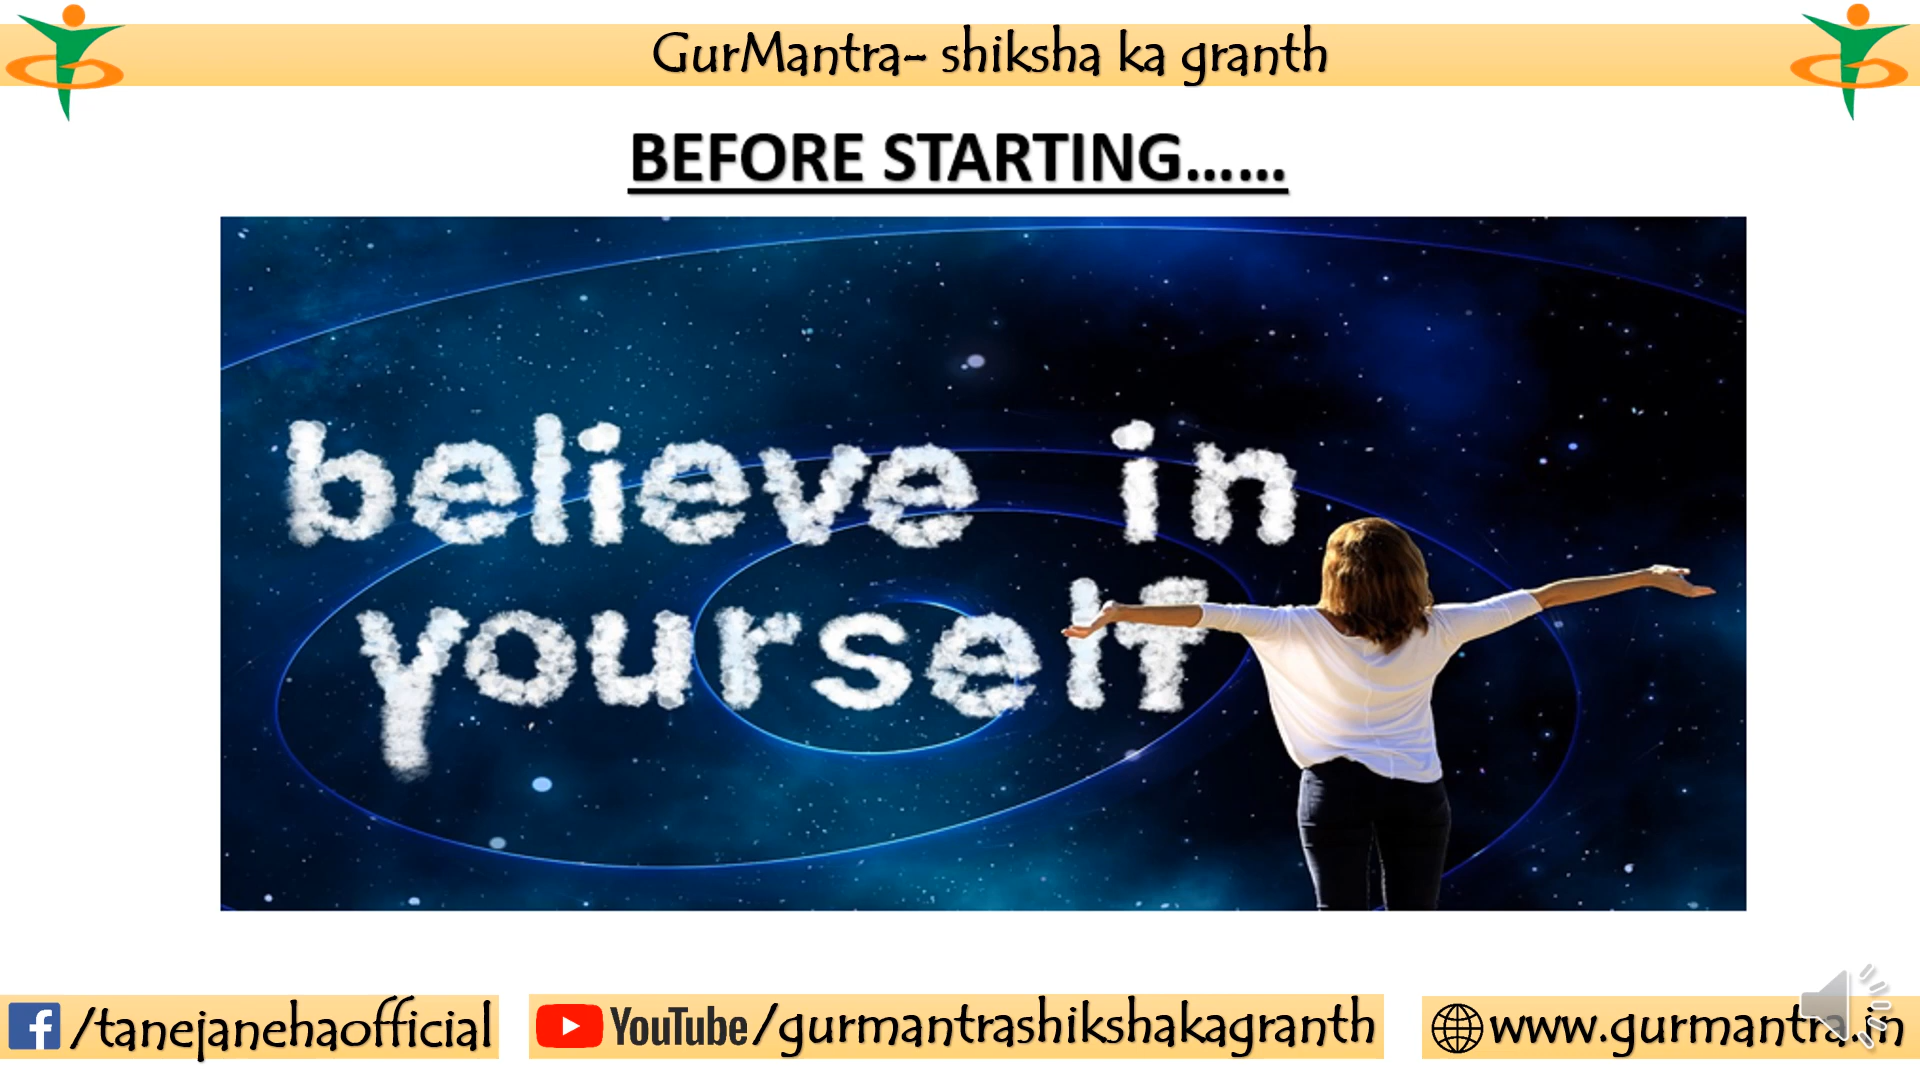 GurMantra- shiksha ka granth
BEFORE STARTING......
believe in
yourself
/tanejanehaofficial
YouTube/gurmantrashikshakagranth
www.gurmantra.in